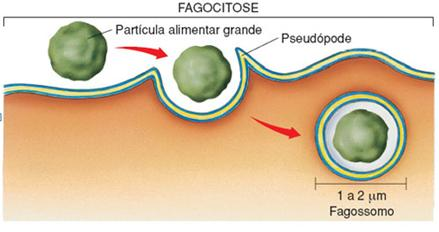 FAGOCITOSE
Partícula alimentar grande
Pseudópode
1 a 2 μm
Fagossomo